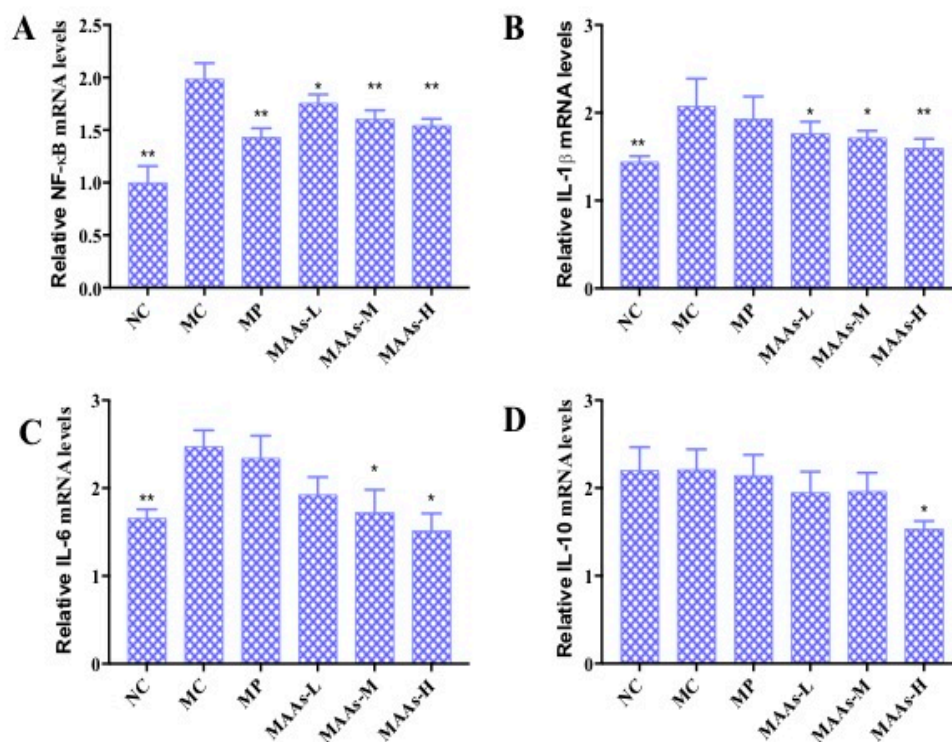 A
Relative NF-κB mRNA levels
2.5
2.0
1.5
1.0
0.5
0.0
**
**
*
**
**
NC
MC
MP
MAAs-L
MAAs-M
MAAs-H
B
Relative IL-1β mRNA levels
3
2
1
0
**
*
*
**
NC
MC
MP
MAAs-L
MAAs-M
MAAs-H
C
Relative IL-6 mRNA levels
3
2
1
0
**
*
*
NC
MC
MP
MAAs-L
MAAs-M
MAAs-H
D
Relative IL-10 mRNA levels
3
2
1
0
*
NC
MC
MP
MAAs-L
MAAs-M
MAAs-H